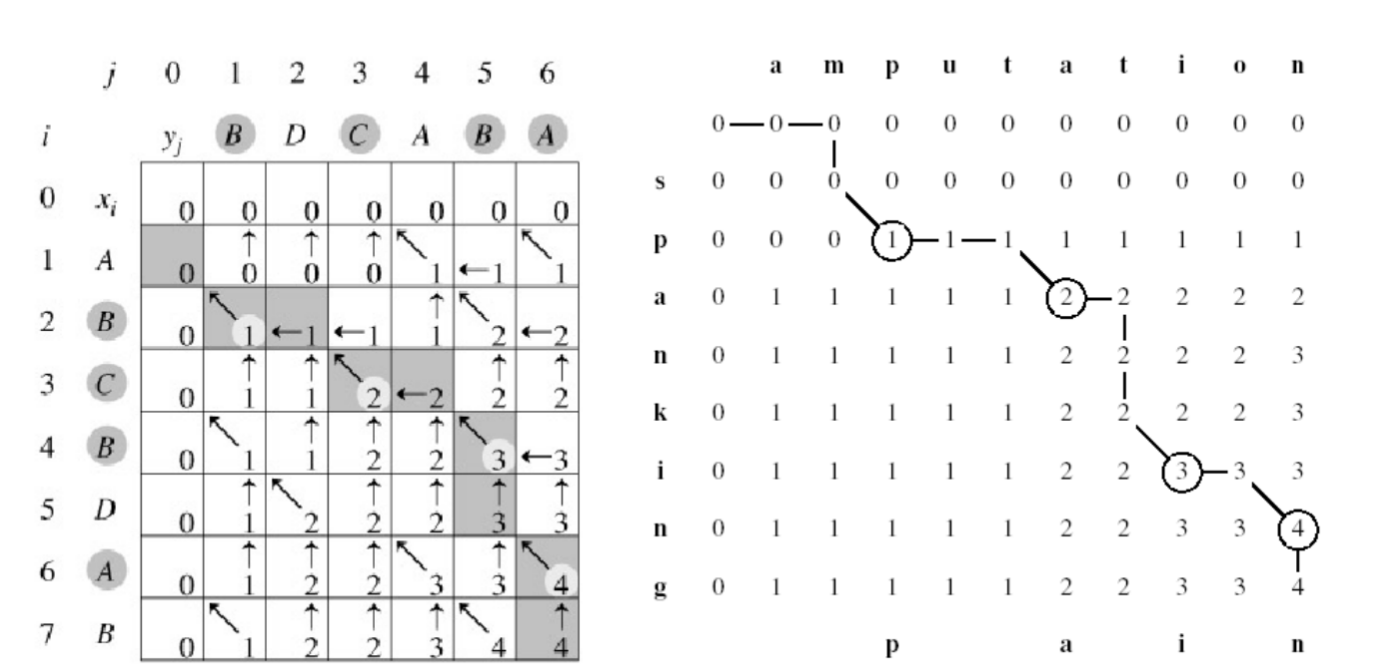 j 0 1 2 3 4 5 6
i yj B D C A B A
0 xi 0 0 0 0 0 0 0
1 A 0 0 0 0 1 1 1
2 B 0 1 1 1 1 2 2
3 C 0 1 1 2 2 2 2
4 B 0 1 1 2 2 3 3
5 D 0 1 2 2 2 3 3
6 A 0 1 2 2 3 3 4
7 B 0 1 2 2 3 4 4
a m p u t a t i o n
0 0 0 0 0 0 0 0 0 0 0
s 0 0 0 0 0 0 0 0 0 0 0
p 0 0 0 1 1 1 1 1 1 1 1
a 0 1 1 1 1 1 2 2 2 2 2
n 0 1 1 1 1 1 2 2 2 2 3
k 0 1 1 1 1 1 2 2 2 2 3
i 0 1 1 1 1 1 2 2 3 3 3
n 0 1 1 1 1 1 2 2 3 3 4
g 0 1 1 1 1 1 2 2 3 3 4
p a i n